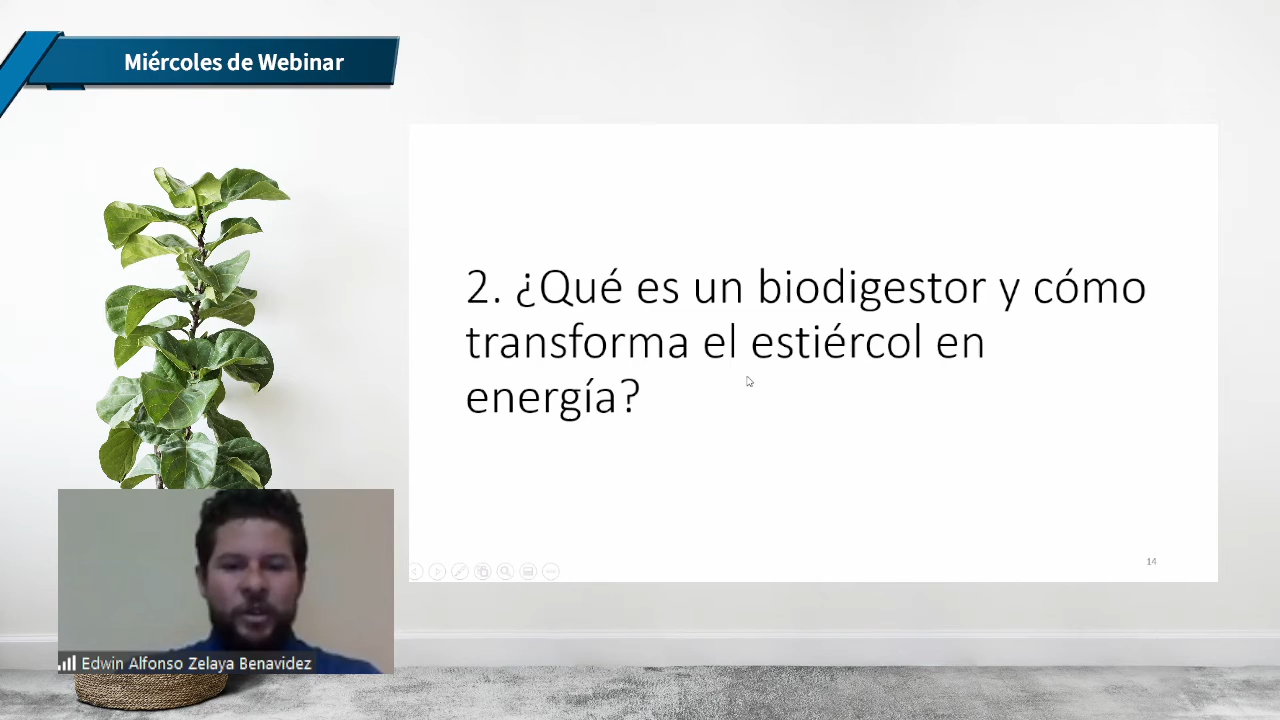 Miércoles de Webinar
2. ¿Qué es un biodigestor y cómo
transforma el estiércol en
energía?
14
Edwin Alfonso Zelaya Benavidez